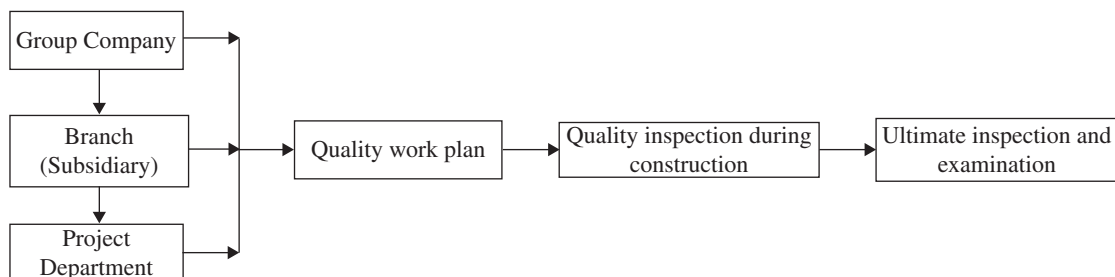 Group Company
Branch
(Subsidiary)
Project
Department
Quality work plan
Quality inspection during
construction
Ultimate inspection and
examination